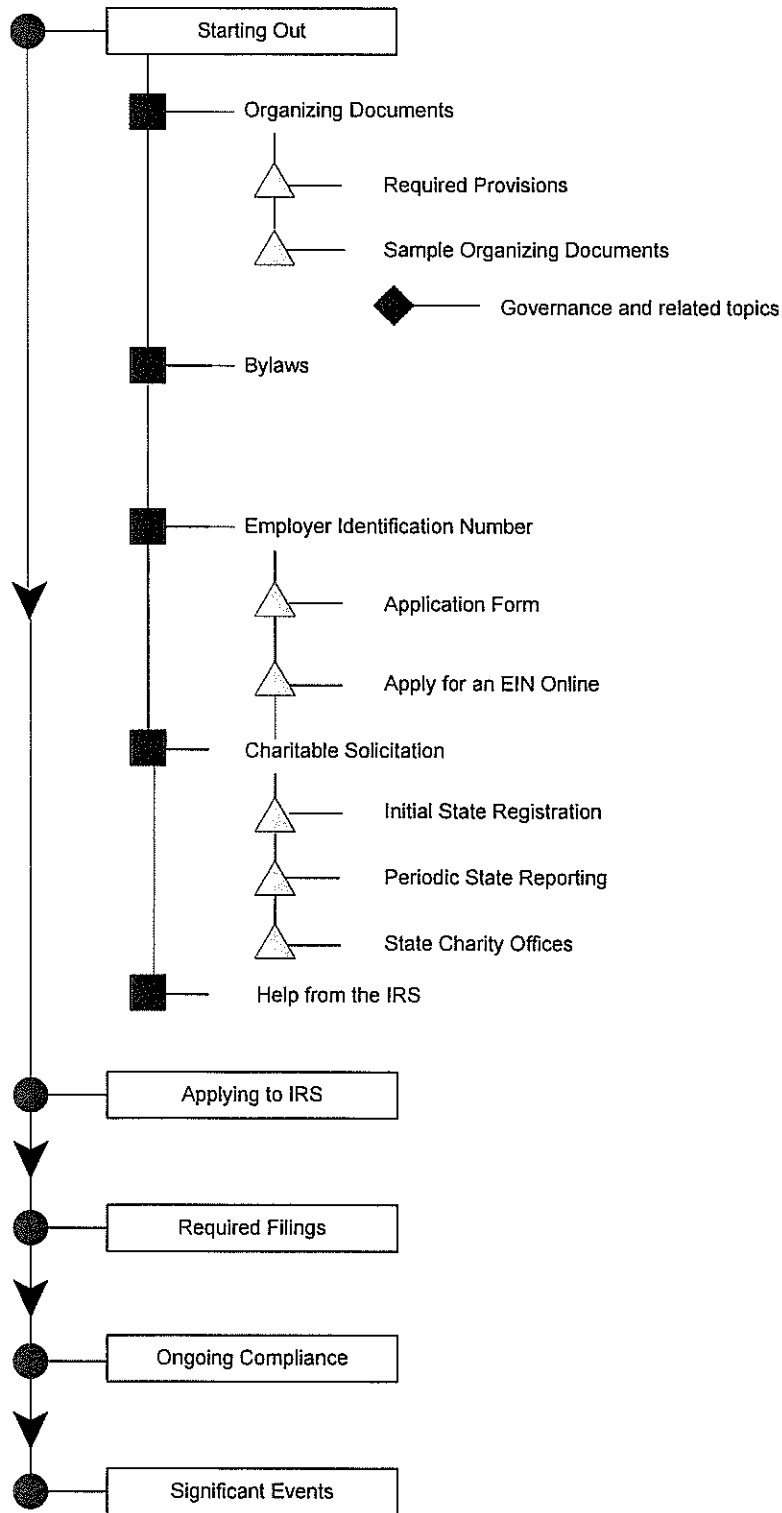 Starting Out
Organizing Documents
Required Provisions
Sample Organizing Documents
Governance and related topics
Bylaws
Employer Identification Number
Application Form
Apply for an EIN Online
Charitable Solicitation
Initial State Registration
Periodic State Reporting
State Charity Offices
Help from the IRS
Applying to IRS
Required Filings
Ongoing Compliance
Significant Events